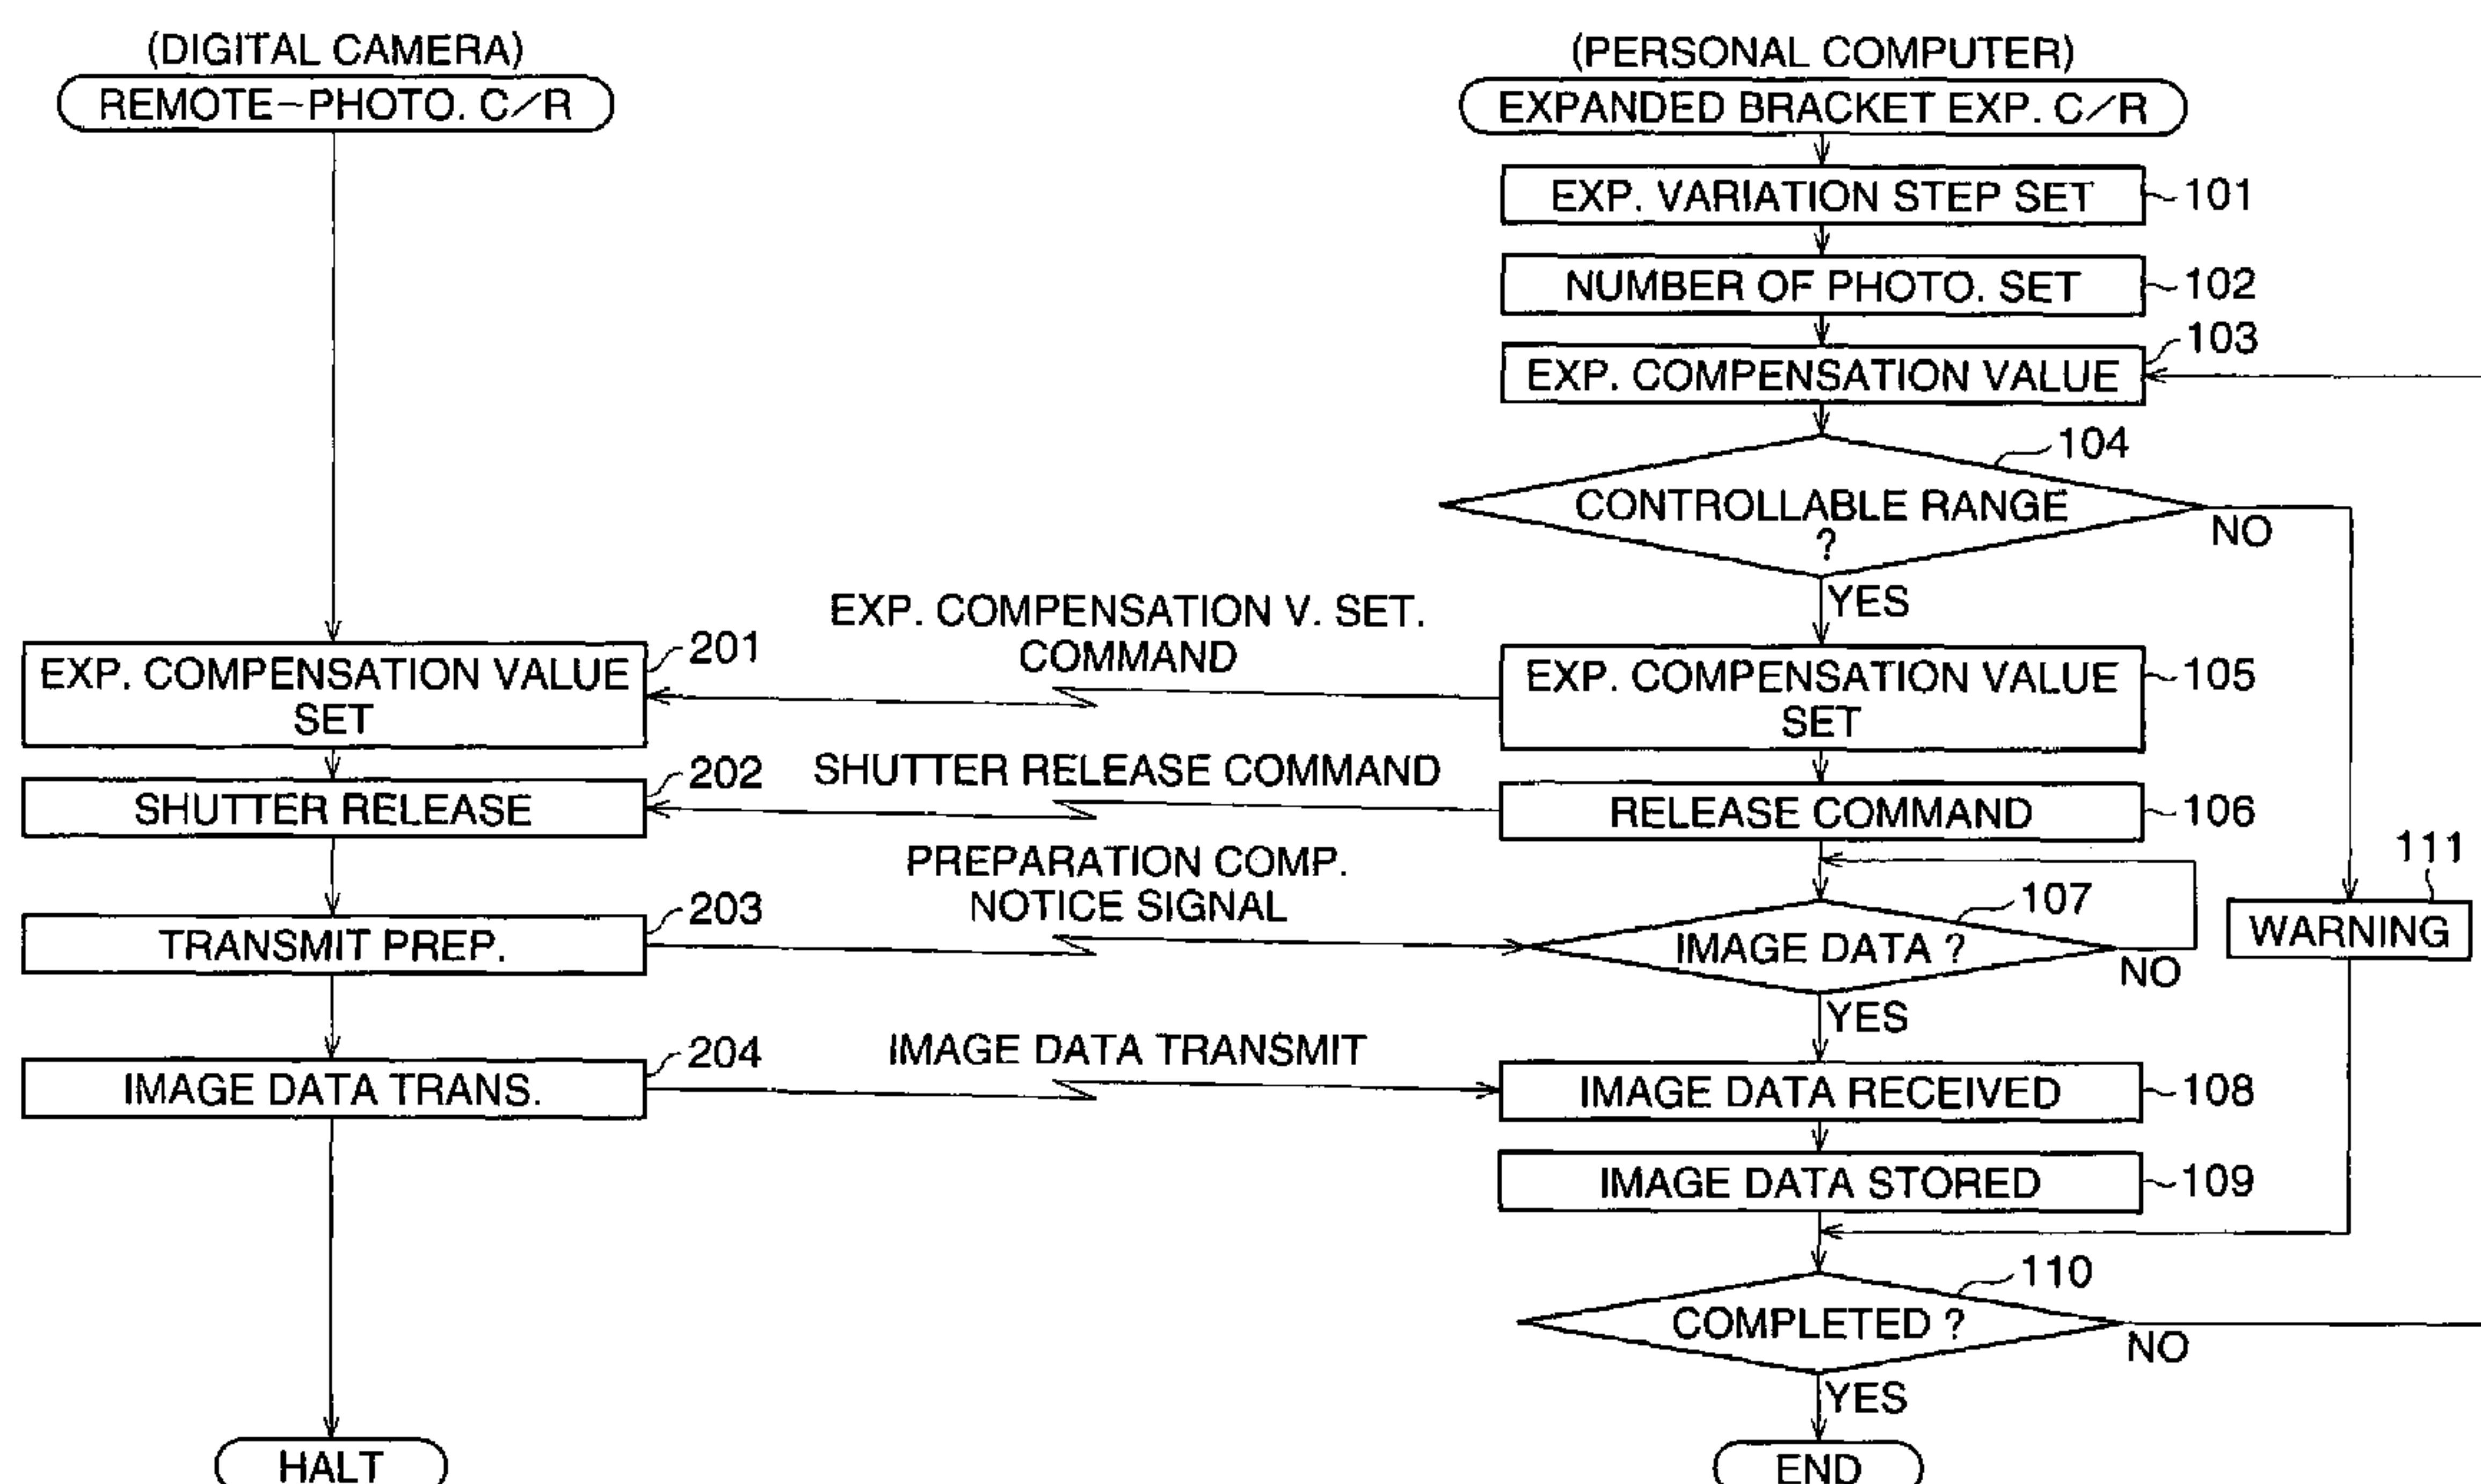 (DIGITAL CAMERA)
REMOTE-PHOTO. C/R
EXP. COMPENSATION VALUE
SET
201
SHUTTER RELEASE
202
TRANSMIT PREP.
203
IMAGE DATA TRANS.
204
HALT
EXP. COMPENSATION V. SET.
COMMAND
SHUTTER RELEASE COMMAND
PREPARATION COMP.
NOTICE SIGNAL
IMAGE DATA TRANSMIT
(PERSONAL COMPUTER)
EXPANDED BRACKET EXP. C/R
EXP. VARIATION STEP SET
101
NUMBER OF PHOTO. SET
102
103
EXP. COMPENSATION VALUE
104
CONTROLLABLE RANGE
?
NO
YES
EXP. COMPENSATION VALUE
SET
105
RELEASE COMMAND
106
107
IMAGE DATA ?
NO
YES
111
WARNING
IMAGE DATA RECEIVED
108
IMAGE DATA STORED
109
110
COMPLETED ?
NO
YES
END